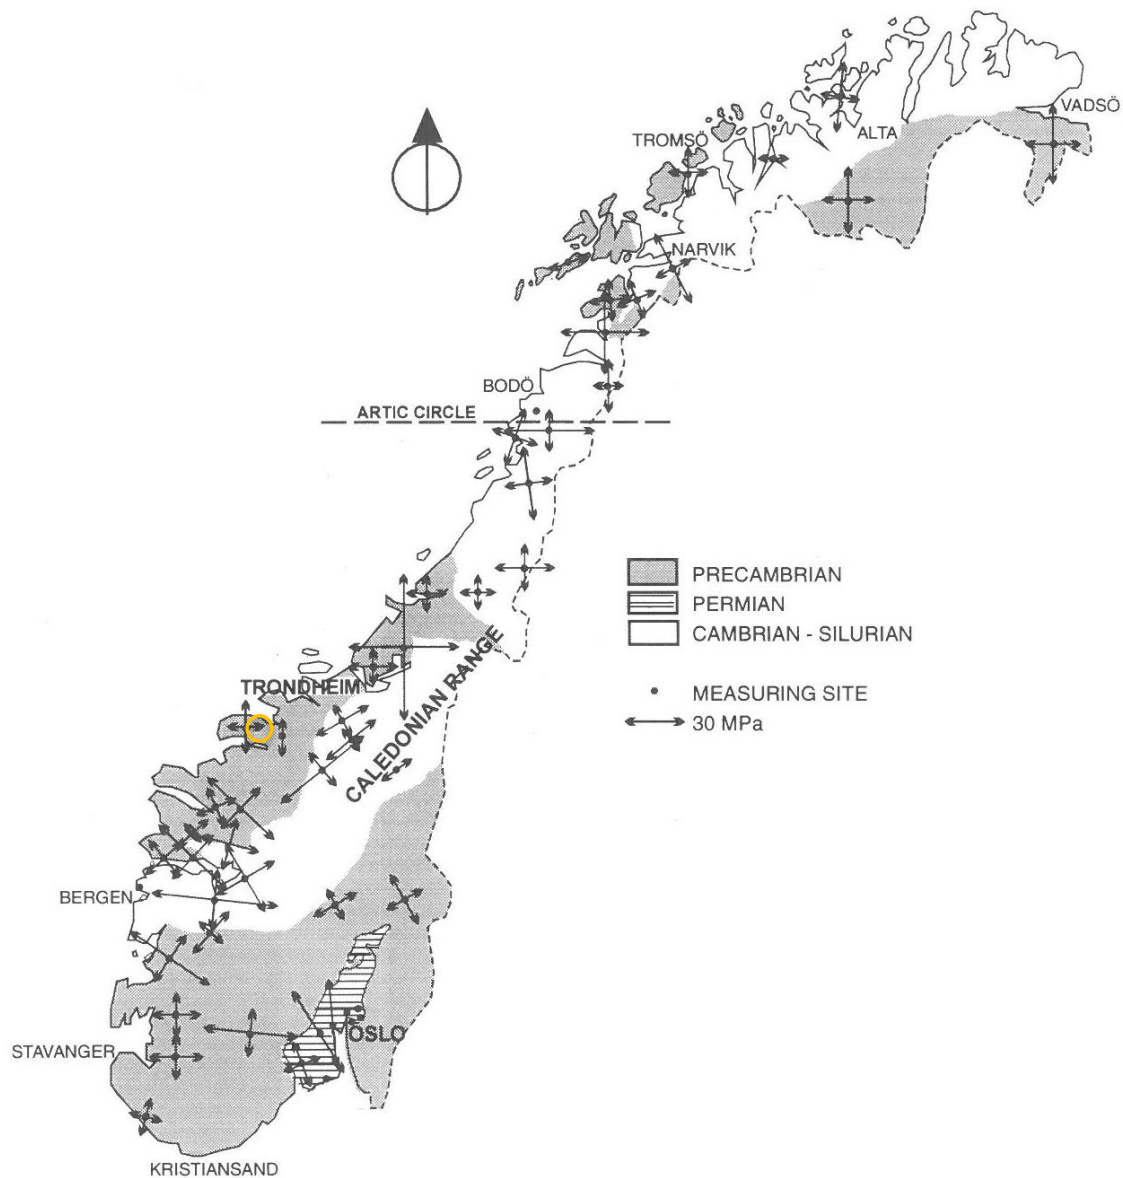 VADSÖ
ALTA
TROMSÖ
NARVIK
BODÖ
ARTIC CIRCLE
PRECAMBRIAN
PERMIAN
CAMBRIAN - SILURIAN
MEASURING SITE
30 MPa
TRONDHEIM
CALEDONIAN RANGE
BERGEN
OSLO
STAVANGER
KRISTIANSAND